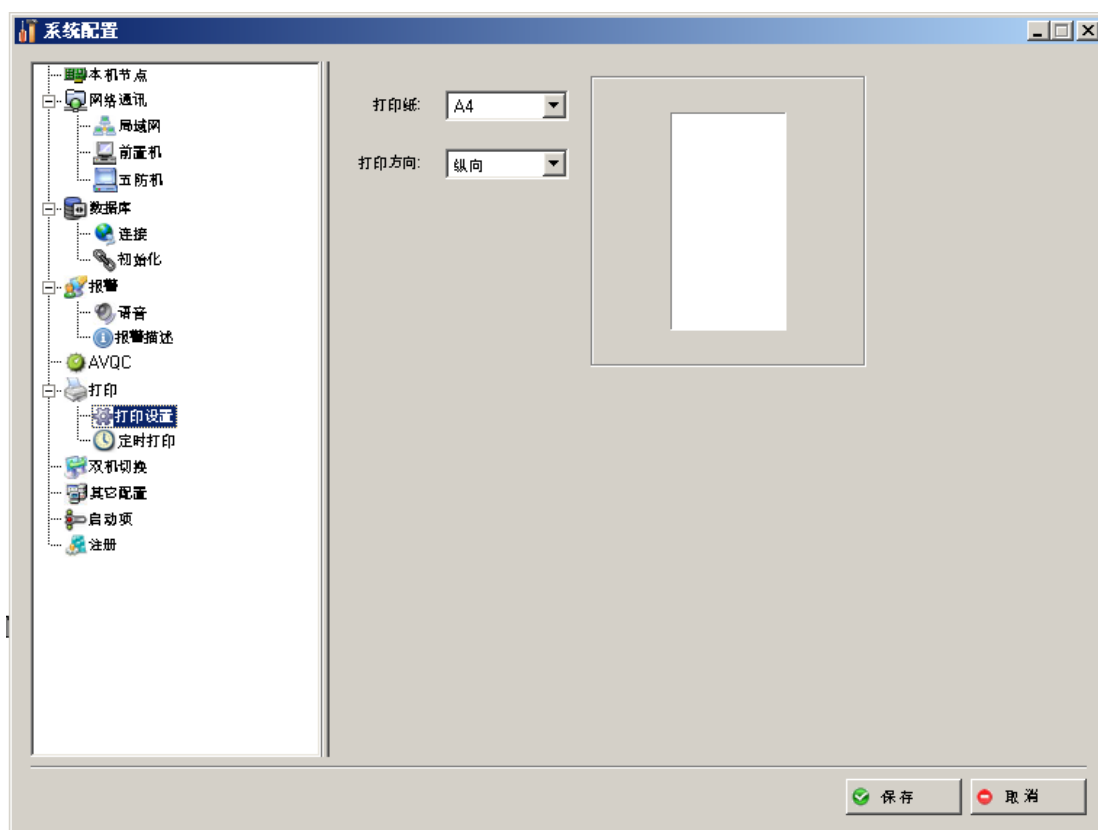 系统配置
本机节点
网络通讯
局域网
前置机
五防机
数据库
连接
初始化
报警
语音
报警描述
AVQC
打印
打印设置
定时打印
双机切换
其它配置
启动项
注册
打印纸: A4
打印方向: 纵向
保存 取消